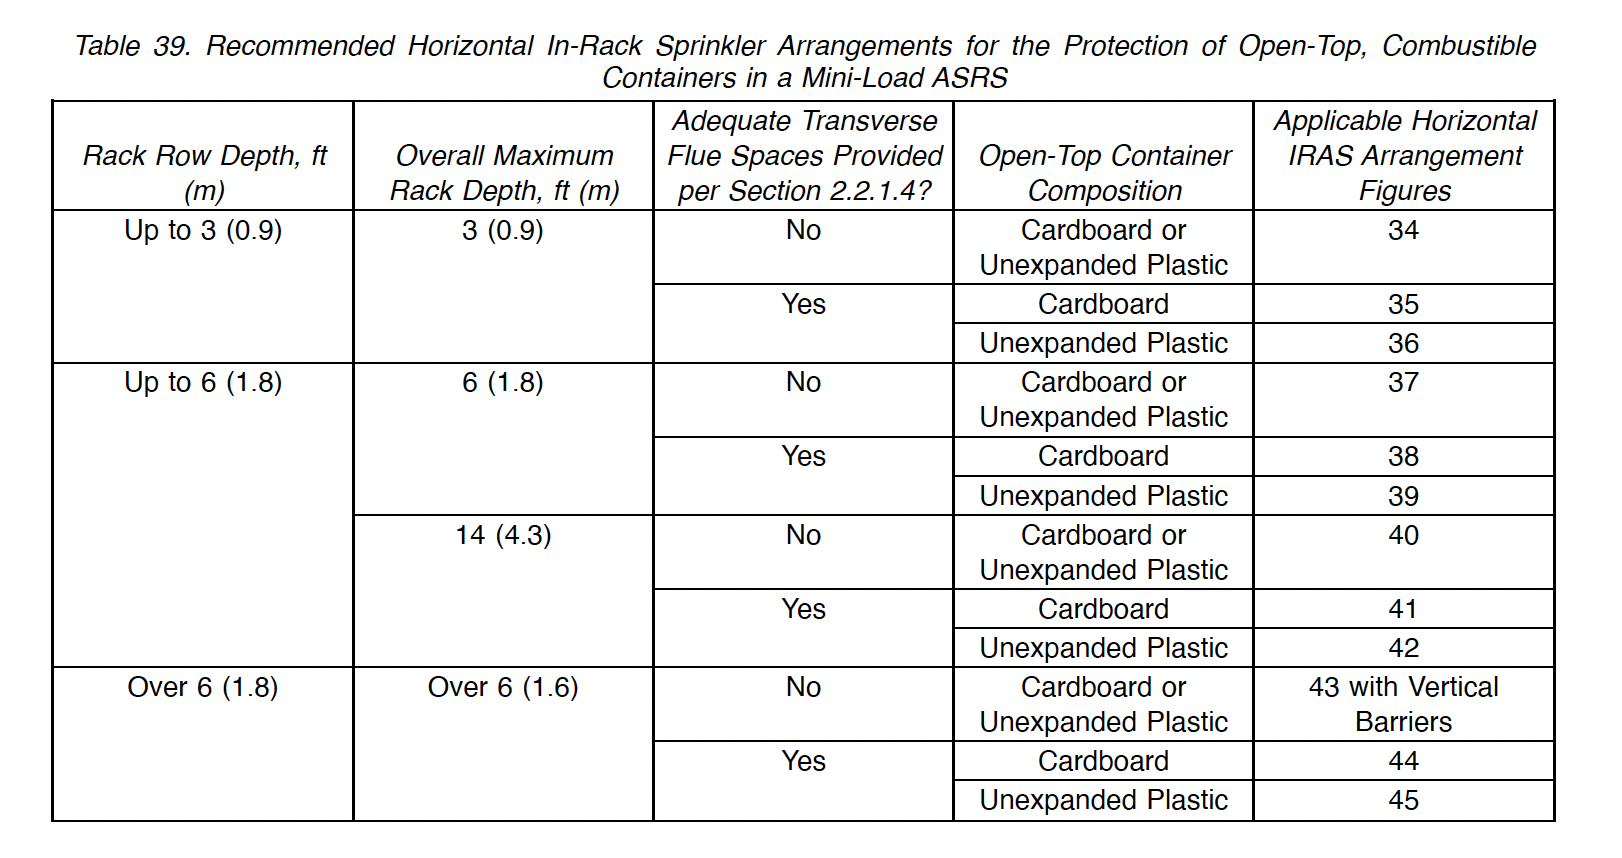 Table 39. Recommended Horizontal In-Rack Sprinkler Arrangements for the Protection of Open-Top, Combustible
Containers in a Mini-Load ASRS
Rack Row Depth, ft
(m)
Overall Maximum
Rack Depth, ft (m)
Adequate Transverse
Flue Spaces Provided
per Section 2.2.1.4?
Open-Top Container
Composition
Applicable Horizontal
IRAS Arrangement
Figures
Up to 3 (0.9)
3 (0.9)
No
Cardboard or
Unexpanded Plastic
34
Yes
Cardboard
35
Unexpanded Plastic
36
Up to 6 (1.8)
6 (1.8)
No
Cardboard or
Unexpanded Plastic
37
Yes
Cardboard
38
Unexpanded Plastic
39
14 (4.3)
No
Cardboard or
Unexpanded Plastic
40
Yes
Cardboard
41
Unexpanded Plastic
42
Over 6 (1.8)
Over 6 (1.6)
No
Cardboard or
Unexpanded Plastic
43 with Vertical
Barriers
Yes
Cardboard
44
Unexpanded Plastic
45